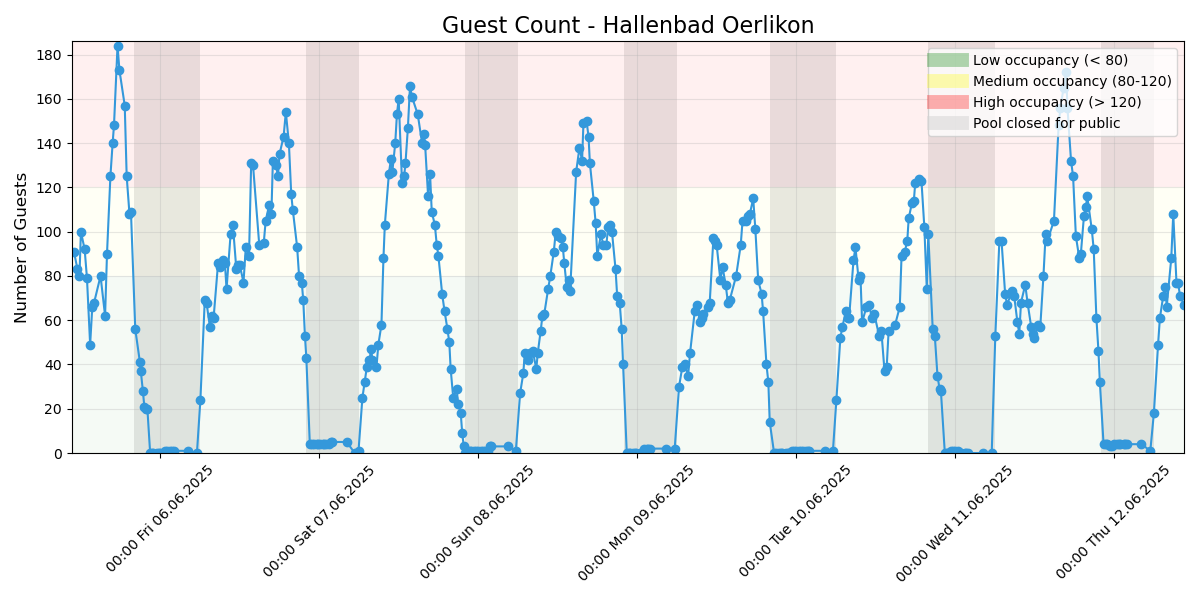 Guest Count - Hallenbad Oerlikon
Number of Guests
180
160
140
120
100
80
60
40
20
0
Low occupancy (< 80)
Medium occupancy (80-120)
High occupancy (> 120)
Pool closed for public
00:00 Fri 06.06.2025
00:00 Sat 07.06.2025
00:00 Sun 08.06.2025
00:00 Mon 09.06.2025
00:00 Tue 10.06.2025
00:00 Wed 11.06.2025
00:00 Thu 12.06.2025